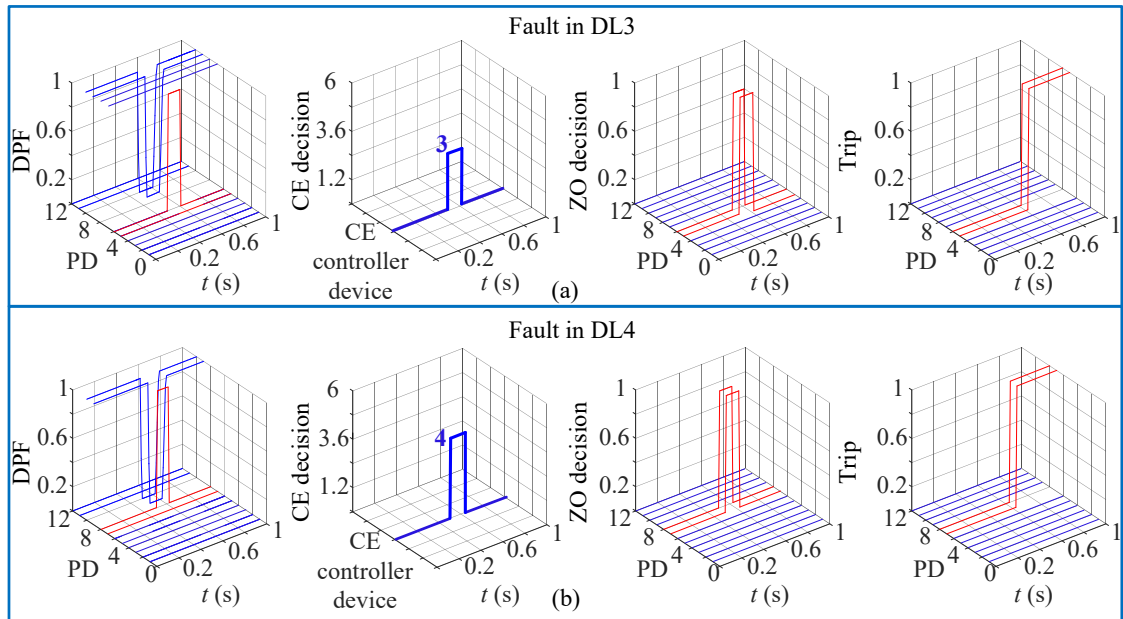 Fault in DL3
DPF
1
0.6
0.2
12
8
4
0
PD
0.2
0.6
1
t (s)
CE decision
6
3.6
1.2
3
CE
controller
device
0.2
0.6
1
t (s)
ZO decision
1
0.6
0.2
12
8
4
0
PD
0.2
0.6
1
t (s)
Trip
1
0.6
0.2
12
8
4
0
PD
0.2
0.6
1
t (s)
(a)
Fault in DL4
DPF
1
0.6
0.2
12
8
4
0
PD
0.2
0.6
1
t (s)
CE decision
6
3.6
1.2
4
CE
controller
device
0.2
0.6
1
t (s)
ZO decision
1
0.6
0.2
12
8
4
0
PD
0.2
0.6
1
t (s)
Trip
1
0.6
0.2
12
8
4
0
PD
0.2
0.6
1
t (s)
(b)